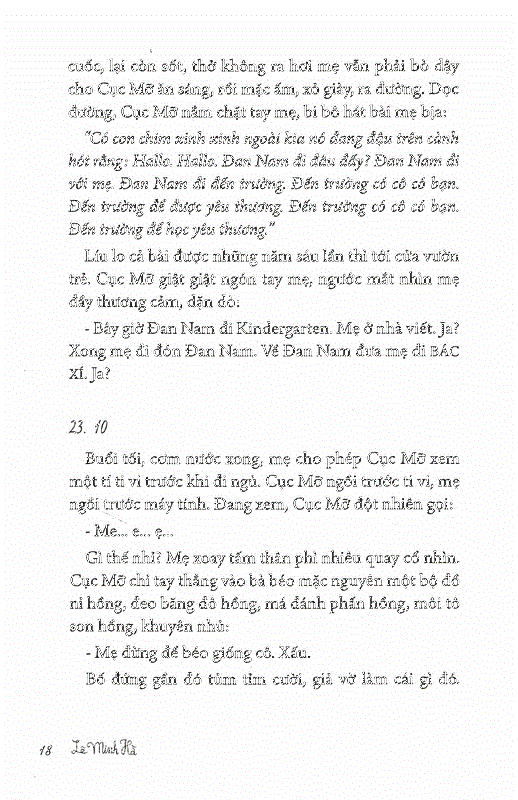 cuốc, lại còn sốt, thở không ra hơi mẹ vẫn phải bò dậy
cho Cục Mỡ ăn sáng, rồi mặc ấm, xỏ giày, ra đường. Dọc
đường, Cục Mỡ nắm chặt tay mẹ, bi bô hát bài mẹ bịa:
"Có con chim xinh xinh ngoài kia nó đang đậu trên cành
hót rằng: Hallo. Hallo. Đan Nam đi đâu đấy? Đan Nam đi
với mẹ. Đan Nam đi đến trường. Đến trường có cô có bạn.
Đến trường để được yêu thương. Đến trường có cô có bạn.
Đến trường để học yêu thương."
Líu lo cả bài được những năm sáu lần thì tới cửa vườn
trẻ. Cục Mỡ giật giật ngón tay mẹ, ngước mắt nhìn mẹ
đầy thương cảm, dặn dò:
- Bây giờ Đan Nam đi Kindergarten. Mẹ ở nhà viết. Ja?
Xong mẹ đi đón Đan Nam. Về Đan Nam đưa mẹ đi BÁC
XĨ. Ja?
23. 10
Buổi tối, cơm nước xong, mẹ cho phép Cục Mỡ xem
một tí ti vi trước khi đi ngủ. Cục Mỡ ngồi trước ti vi, mẹ
ngồi trước máy tính. Đang xem, Cục Mỡ đột nhiên gọi:
- Me... e... ẹ...
Gì thế nhỉ? Mẹ xoay tấm thân phì nhiêu quay cổ nhìn.
Cục Mỡ chỉ tay thẳng vào bà béo mặc nguyên một bộ đồ
nỉ hồng, đeo băng đô hồng, má đánh phấn hồng, môi tô
son hồng, khuyên nhủ:
- Mẹ đừng để béo giống cô. Xấu.
Bố đứng gần đó tủm tỉm cười, giả vờ làm cái gì đó.
18 Lê Minh Hà